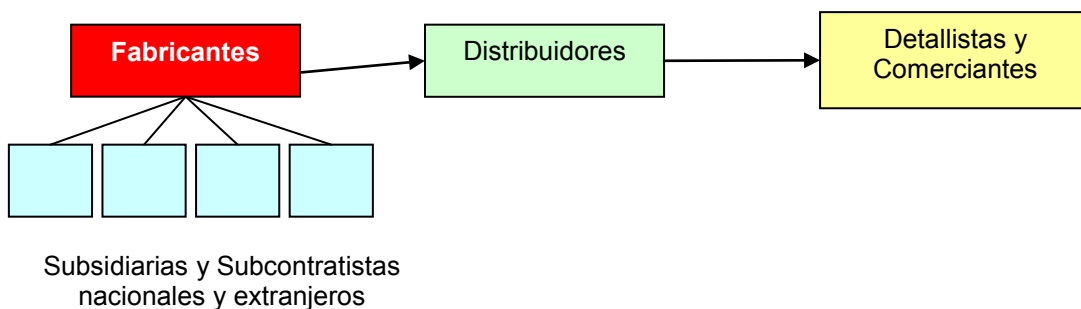 Fabricantes
Distribuidores
Detallistas y
Comerciantes
Subsidiarias y Subcontratistas
nacionales y extranjeros